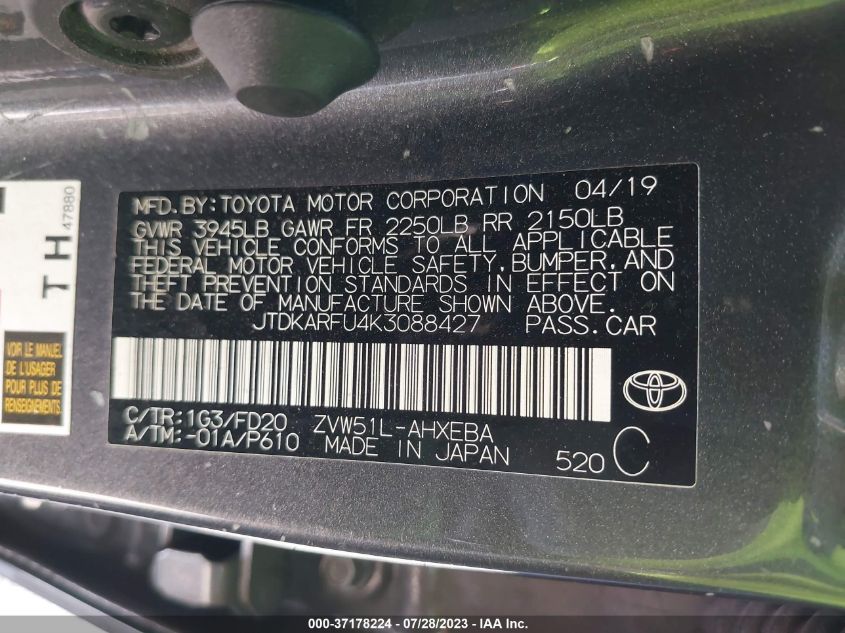 MFD.BY:TOYOTA MOTOR CORPORATION 04/19
GVWR 3945LB GAWR FR 2250LB RR 2150LB
THIS VEHICLE CONFORMS TO ALL APPLICABLE
FEDERAL MOTOR VEHICLE SAFETY, BUMPER, AND
THEFT PREVENTION STANDARDS IN EFFECT ON
THE DATE OF MANUFACTURE SHOWN ABOVE.
JTDKARFU4K3088427 PASS.CAR
C/TR:1G3/FD20 ZVW51L-AHXEBA
A/TM:-01A/P610 MADE IN JAPAN 520 C
TH
47880
VOIR LE MANUEL
DE L'USAGER
POUR PLUS DE
RENSEIGNEMENTS.
000-37178224 - 07/28/2023 - IAA Inc.